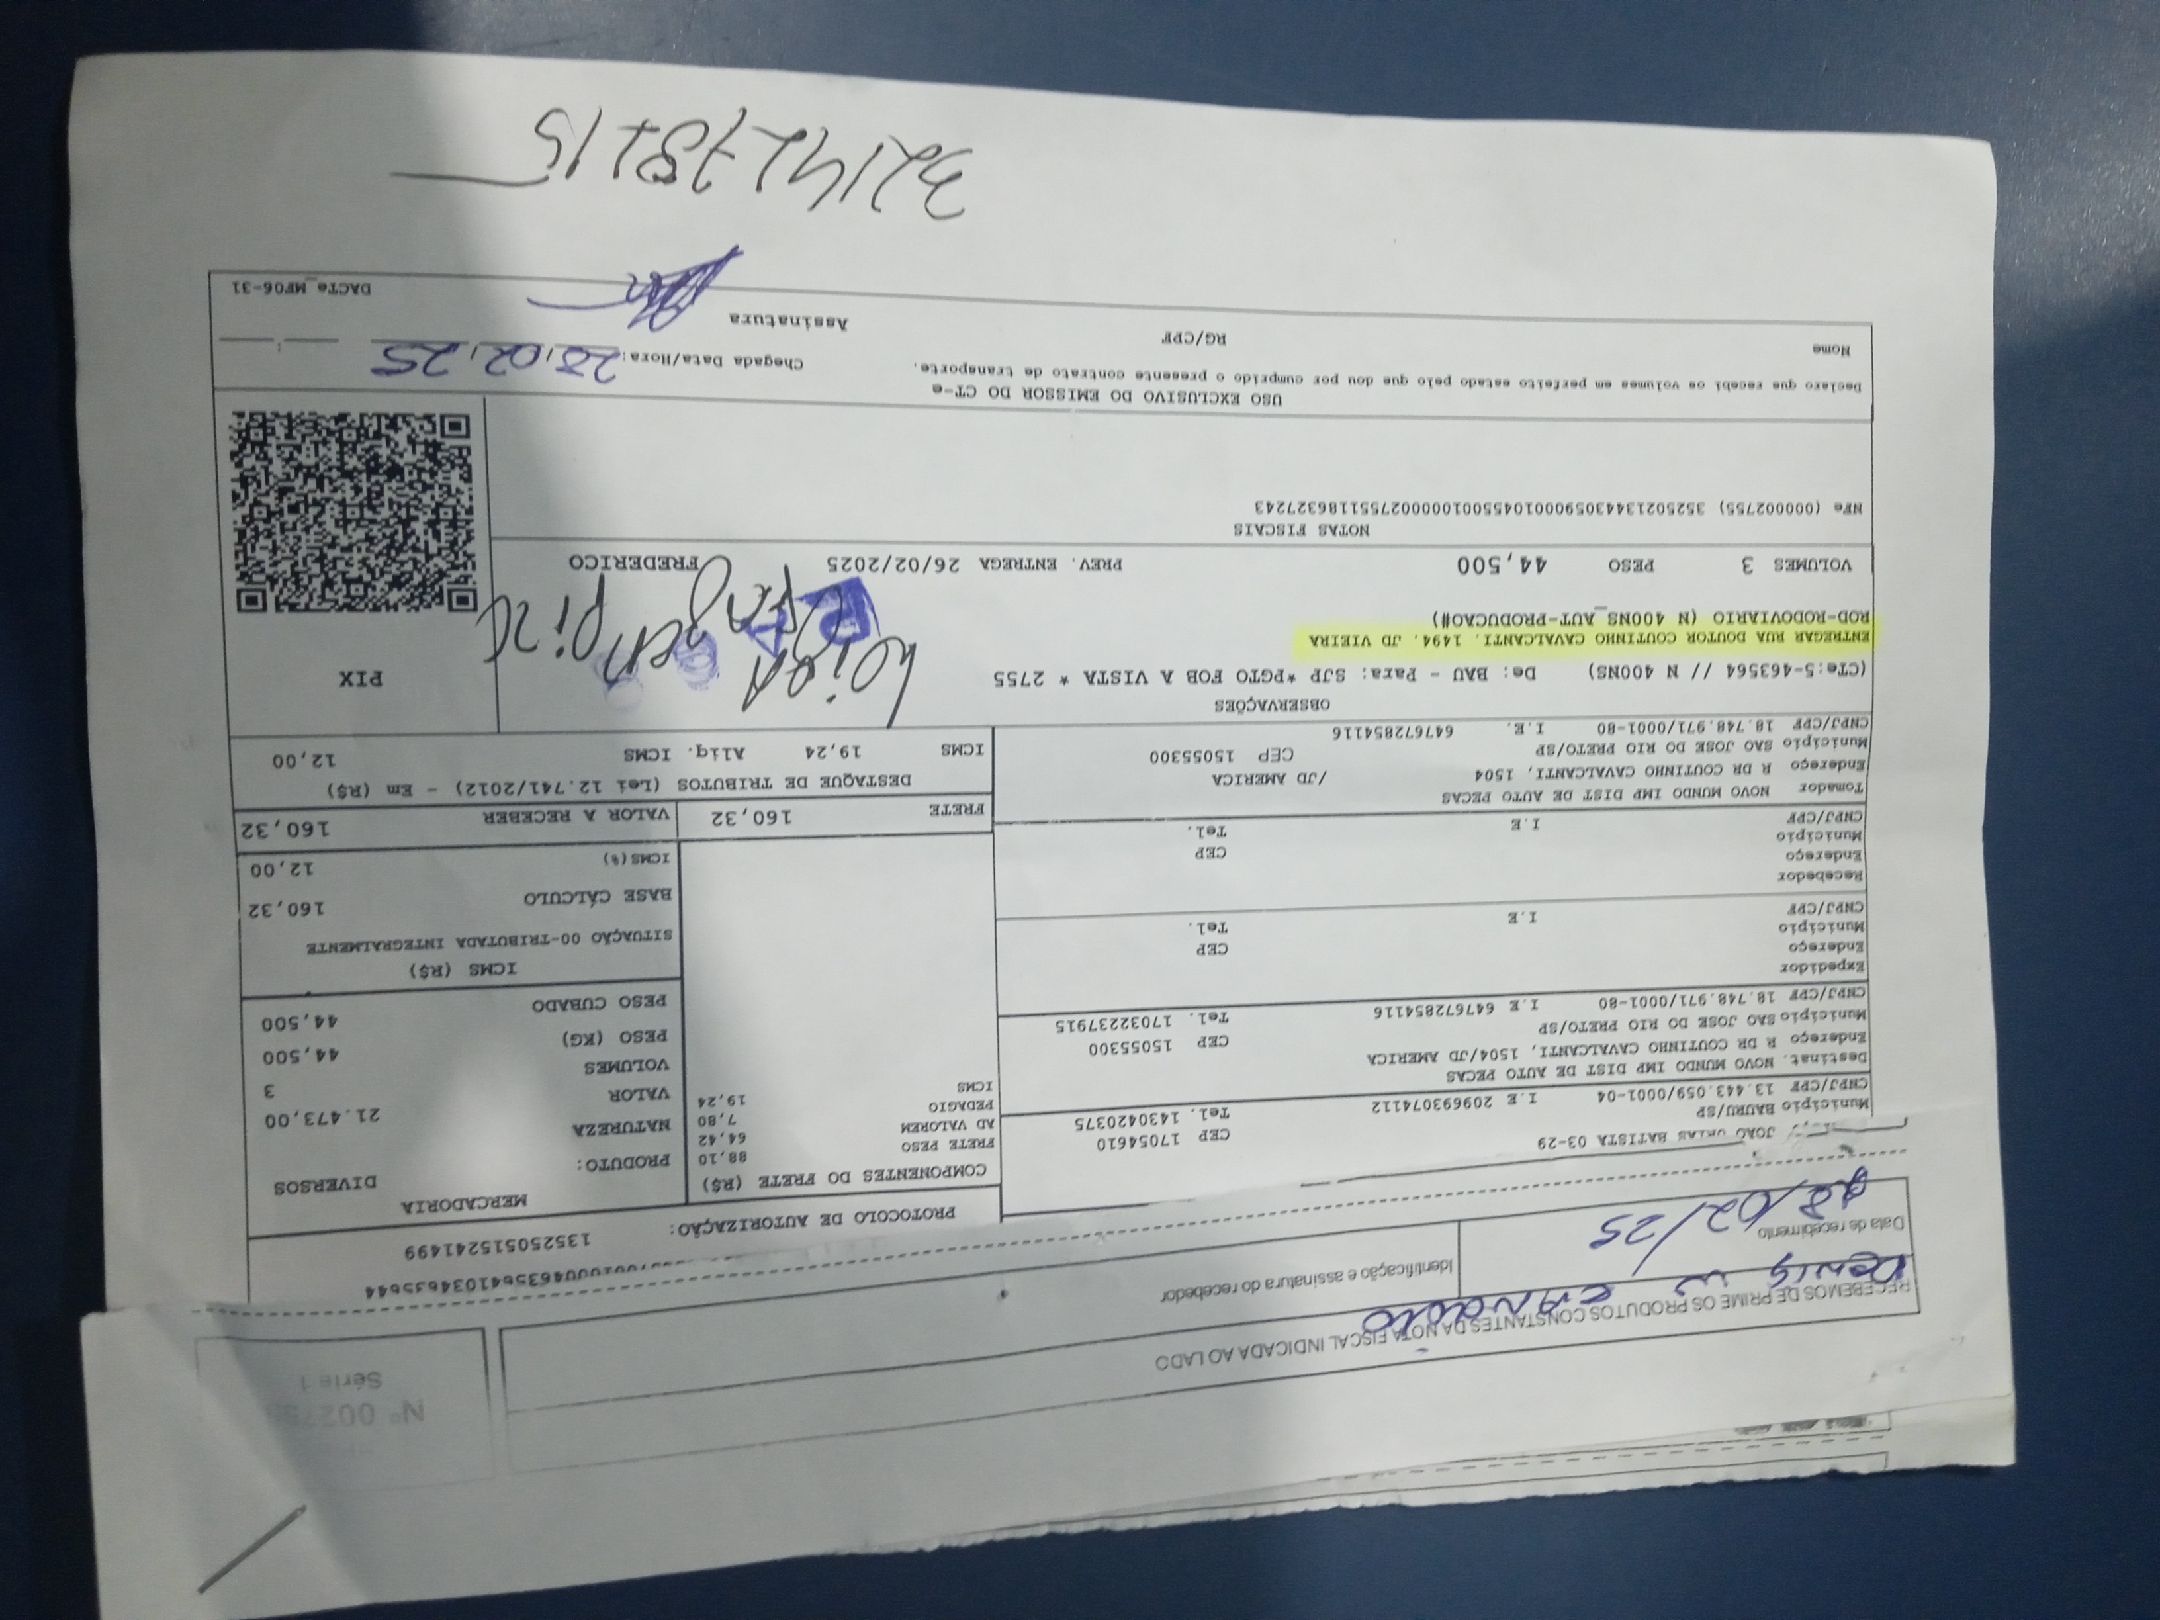 Nº 00275
Série 1
RECEBEMOS DE PRIME OS PRODUTOS CONSTANTES DA NOTA FISCAL INDICADA AO LADO
Data de recebimento
28/02/25
Identificação e assinatura do recebedor
PROTOCOLO DE AUTORIZAÇÃO: 135250515241499
JOAO URIAS BATISTA 03-29 CEP 17054610
Município BAURU/SP Tel. 1430420375
CNPJ/CPF 13.443.059/0001-04 I.E 209693074112
Destinat. NOVO MUNDO IMP DIST DE AUTO PECAS
Endereço R DR COUTINHO CAVALCANTI, 1504/JD AMERICA CEP 15055300
Município SAO JOSE DO RIO PRETO/SP Tel. 17032237915
CNPJ/CPF 18.748.971/0001-80 I.E 647672854116
Expedidor
Endereço CEP
Município Tel.
CNPJ/CPF I.E
Recebedor
Endereço CEP
Município Tel.
CNPJ/CPF I.E
Tomador NOVO MUNDO IMP DIST DE AUTO PECAS
Endereço R DR COUTINHO CAVALCANTI, 1504 /JD AMERICA
Município SAO JOSE DO RIO PRETO/SP CEP 15055300
CNPJ/CPF 18.748.971/0001-80 I.E. 647672854116
COMPONENTES DO FRETE (R$)
FRETE PESO 88,10
AD VALOREM 64,42
PEDAGIO 7,80
ICMS 19,24
MERCADORIA
PRODUTO: DIVERSOS
NATUREZA
VALOR 21.473,00
VOLUMES 3
PESO (KG) 44,500
PESO CUBADO 44,500
ICMS (R$)
SITUAÇÃO 00-TRIBUTADA INTEGRALMENTE
BASE CÁLCULO 160,32
ICMS(%) 12,00
FRETE 160,32 VALOR A RECEBER 160,32
DESTAQUE DE TRIBUTOS (Lei 12.741/2012) - Em (R$)
ICMS 19,24 Aliq. ICMS 12,00
OBSERVAÇÕES
(CTe:5-463564 // N 400NS) De: BAU - Para: SJP *PGTO FOB A VISTA * 2755
ENTREGAR RUA DOUTOR COUTINHO CAVALCANTI. 1494. JD VIEIRA
ROD-RODOVIARIO (N 400NS_AUT-PRODUCAO#)
PIX
VOLUMES 3 PESO 44,500 PREV. ENTREGA 26/02/2025 FREDERICO
NOTAS FISCAIS
NFe (000002755) 35250213443059000104550010000027551186327243
USO EXCLUSIVO DO EMISSOR DO CT-e
Declaro que recebi os volumes em perfeito estado pelo que dou por cumprido o presente contrato de transporte.
Chegada Data/Hora: 28,02,25
Nome RG/CPF Assinatura
DACTe_MF06-31